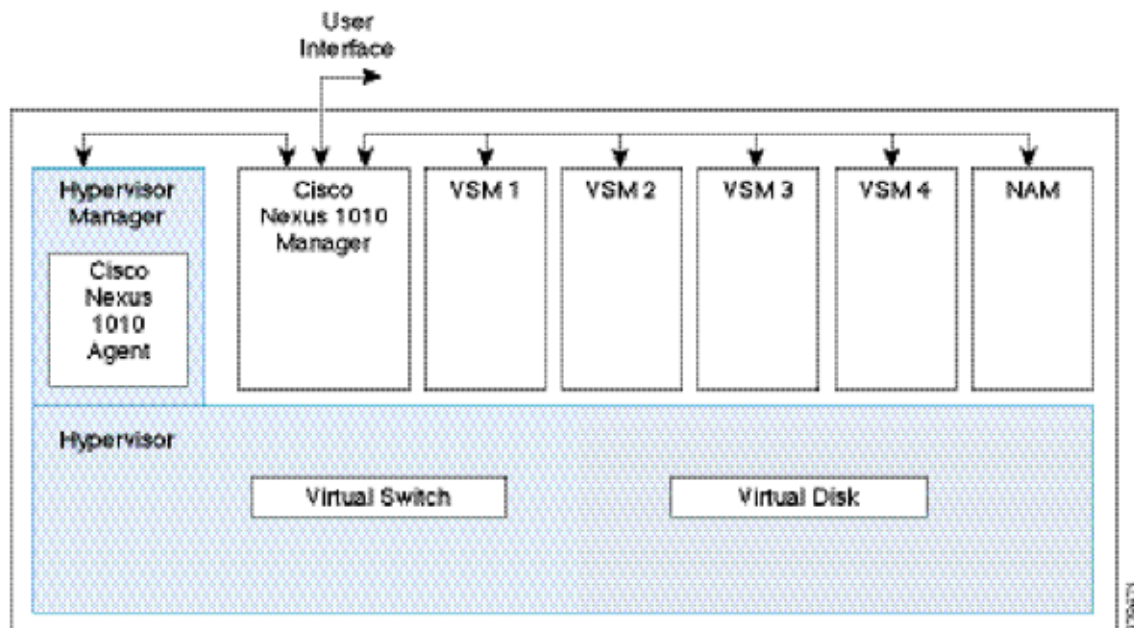 User
Interface
Hypervisor
Manager
Cisco
Nexus
1010
Agent
Cisco
Nexus 1010
Manager
VSM 1
VSM 2
VSM 3
VSM 4
NAM
Hypervisor
Virtual Switch
Virtual Disk